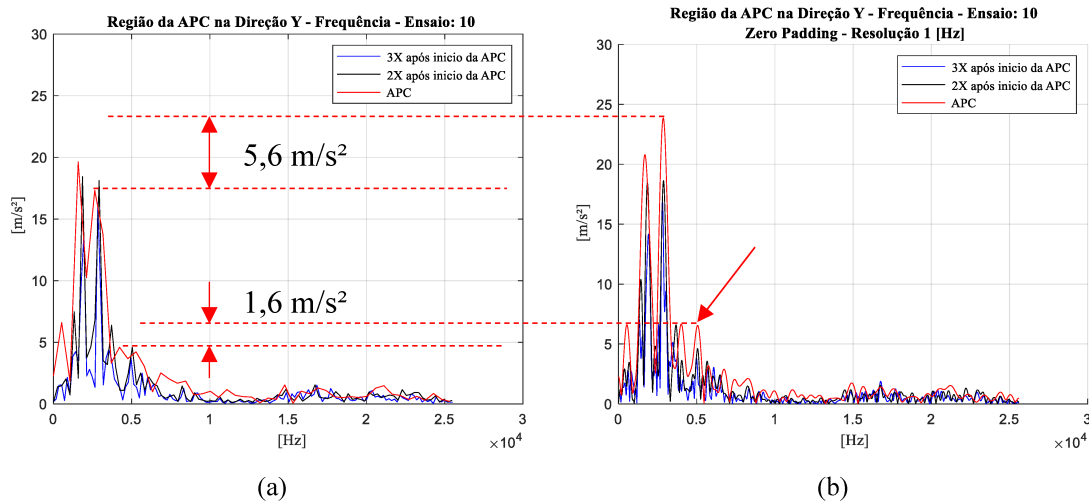 Região da APC na Direção Y - Frequência - Ensaio: 10
30
25
20
15
10
5
0
[m/s²]
3X após inicio da APC
2X após inicio da APC
APC
5,6 m/s²
1,6 m/s²
0
0.5
1
1.5
2
2.5
3
×10⁴
[Hz]
(a)
Região da APC na Direção Y - Frequência - Ensaio: 10
Zero Padding - Resolução 1 [Hz]
30
25
20
15
10
5
0
[m/s²]
3X após inicio da APC
2X após inicio da APC
APC
0
0.5
1
1.5
2
2.5
3
×10⁴
[Hz]
(b)